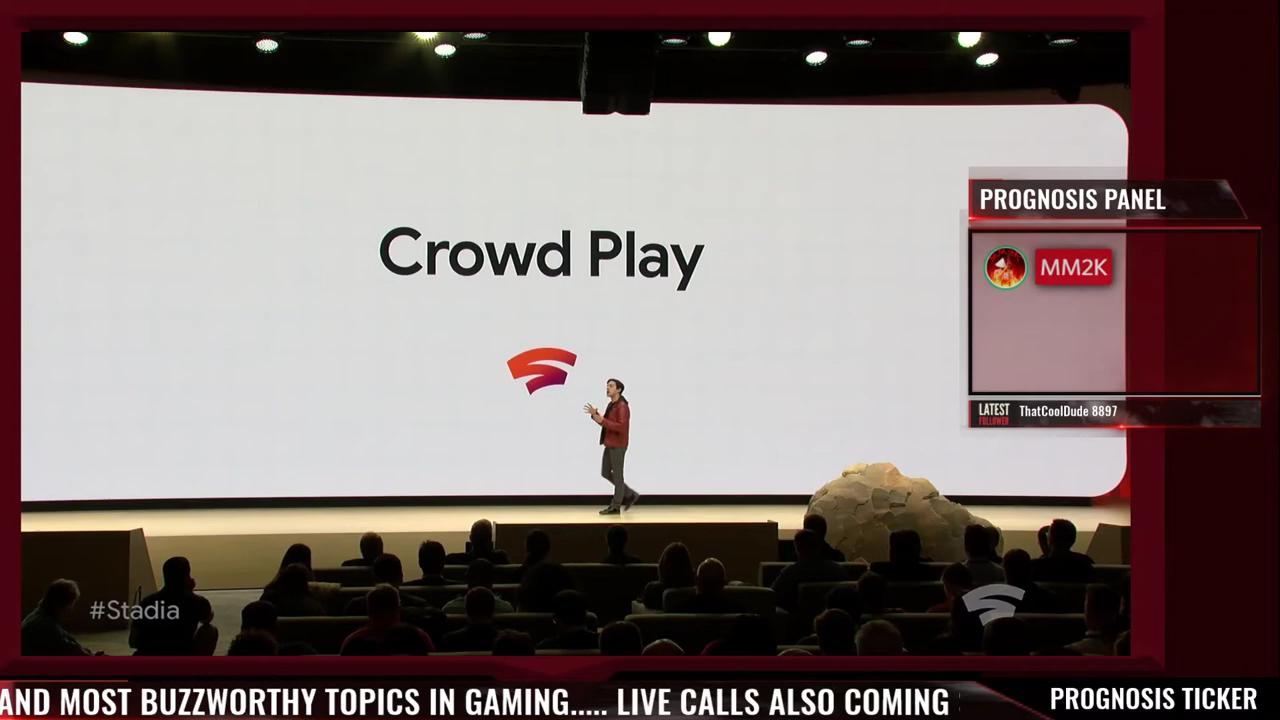 Crowd Play
PROGNOSIS PANEL
MM2K
LATEST
FOLLOWER
ThatCoolDude 8897
#Stadia
AND MOST BUZZWORTHY TOPICS IN GAMING..... LIVE CALLS ALSO COMING
PROGNOSIS TICKER